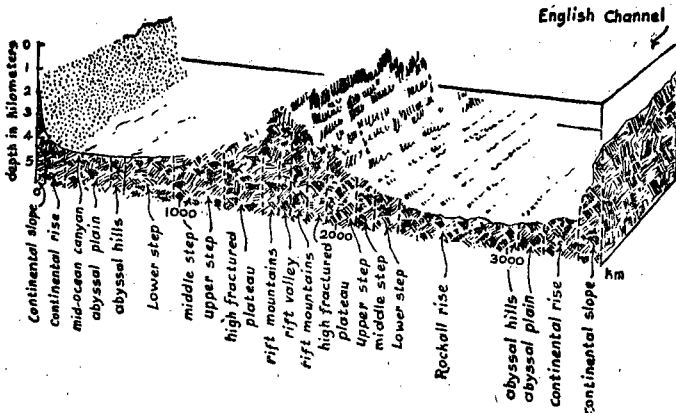 English Channel
depth in kilometers
0
1
2
3
4
5
0
1000
2000
3000
km
Continental slope
Continental rise
mid-ocean canyon
abyssal plain
abyssal hills
Lower step
middle step
upper step
high fractured
plateau
rift mountains
rift valley
rift mountains
high fractured
plateau
upper step
middle step
Lower step
Rockall rise
abyssal hills
abyssal plain
Continental rise
Continental slope